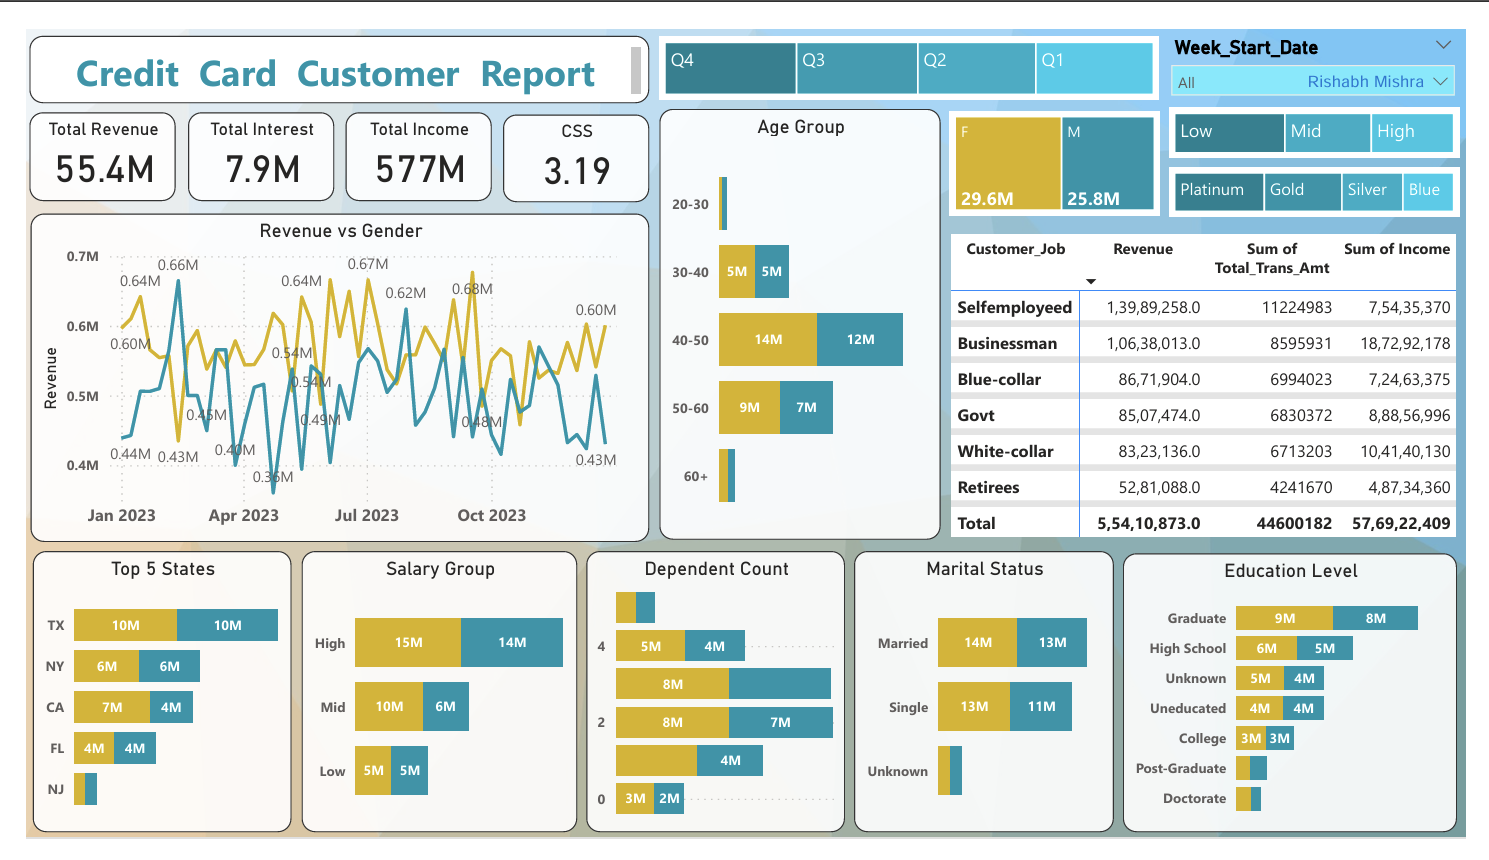 Credit Card Customer Report
Q4 Q3 Q2 Q1
Week_Start_Date
All Rishabh Mishra
Total Revenue
55.4M
Total Interest
7.9M
Total Income
577M
CSS
3.19
Low Mid High
Platinum Gold Silver Blue
F
29.6M
M
25.8M
Revenue vs Gender
Revenue
0.7M
0.6M
0.5M
0.4M
0.66M
0.64M
0.64M
0.67M
0.62M
0.68M
0.60M
0.60M
0.54M
0.54M
0.45M
0.49M
0.48M
0.44M
0.43M
0.40M
0.36M
0.43M
Jan 2023 Apr 2023 Jul 2023 Oct 2023
Age Group
20-30
30-40 5M 5M
40-50 14M 12M
50-60 9M 7M
60+
Customer_Job Revenue Sum of Total_Trans_Amt Sum of Income
Selfemployeed 1,39,89,258.0 11224983 7,54,35,370
Businessman 1,06,38,013.0 8595931 18,72,92,178
Blue-collar 86,71,904.0 6994023 7,24,63,375
Govt 85,07,474.0 6830372 8,88,56,996
White-collar 83,23,136.0 6713203 10,41,40,130
Retirees 52,81,088.0 4241670 4,87,34,360
Total 5,54,10,873.0 44600182 57,69,22,409
Top 5 States
TX 10M 10M
NY 6M 6M
CA 7M 4M
FL 4M 4M
NJ
Salary Group
High 15M 14M
Mid 10M 6M
Low 5M 5M
Dependent Count
4 5M 4M
8M
2 8M 7M
4M
0 3M 2M
Marital Status
Married 14M 13M
Single 13M 11M
Unknown
Education Level
Graduate 9M 8M
High School 6M 5M
Unknown 5M 4M
Uneducated 4M 4M
College 3M 3M
Post-Graduate
Doctorate